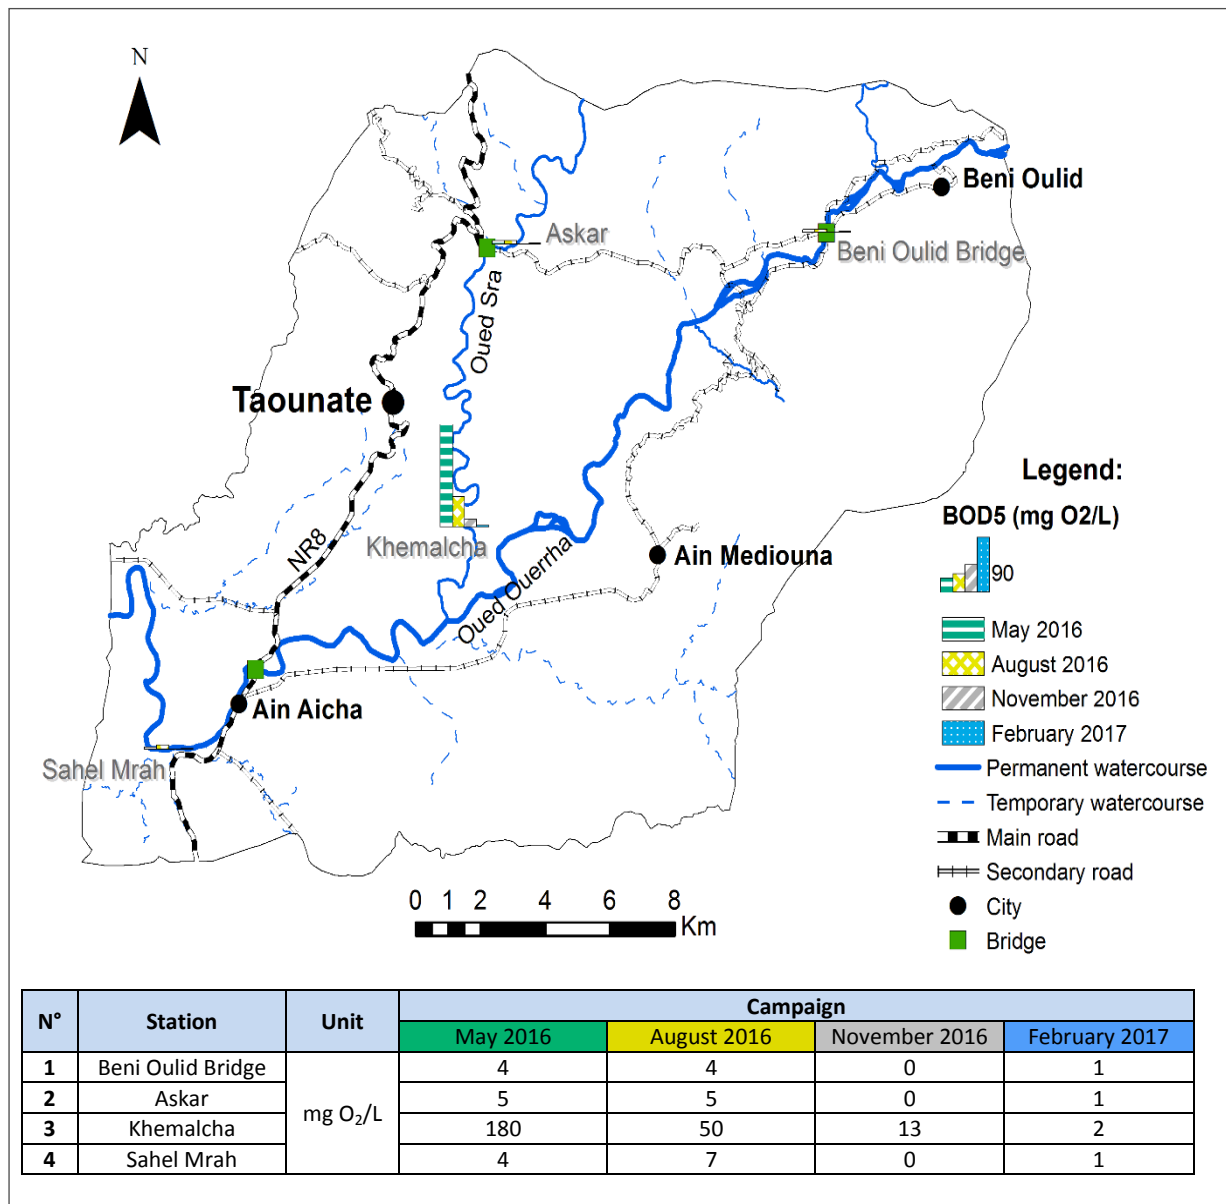 N
Beni Oulid
Askar
Beni Oulid Bridge
Oued Sra
Taounate
Legend:
BOD5 (mg O2/L)
90
Khemalcha
NR8
Ain Mediouna
Oued Ouerrha
May 2016
August 2016
November 2016
February 2017
Ain Aicha
Sahel Mrah
Permanent watercourse
Temporary watercourse
Main road
Secondary road
City
Bridge
0 1 2 4 6 8
Km
N° Station Unit Campaign
May 2016 August 2016 November 2016 February 2017
1 Beni Oulid Bridge mg O₂/L 4 4 0 1
2 Askar 5 5 0 1
3 Khemalcha 180 50 13 2
4 Sahel Mrah 4 7 0 1